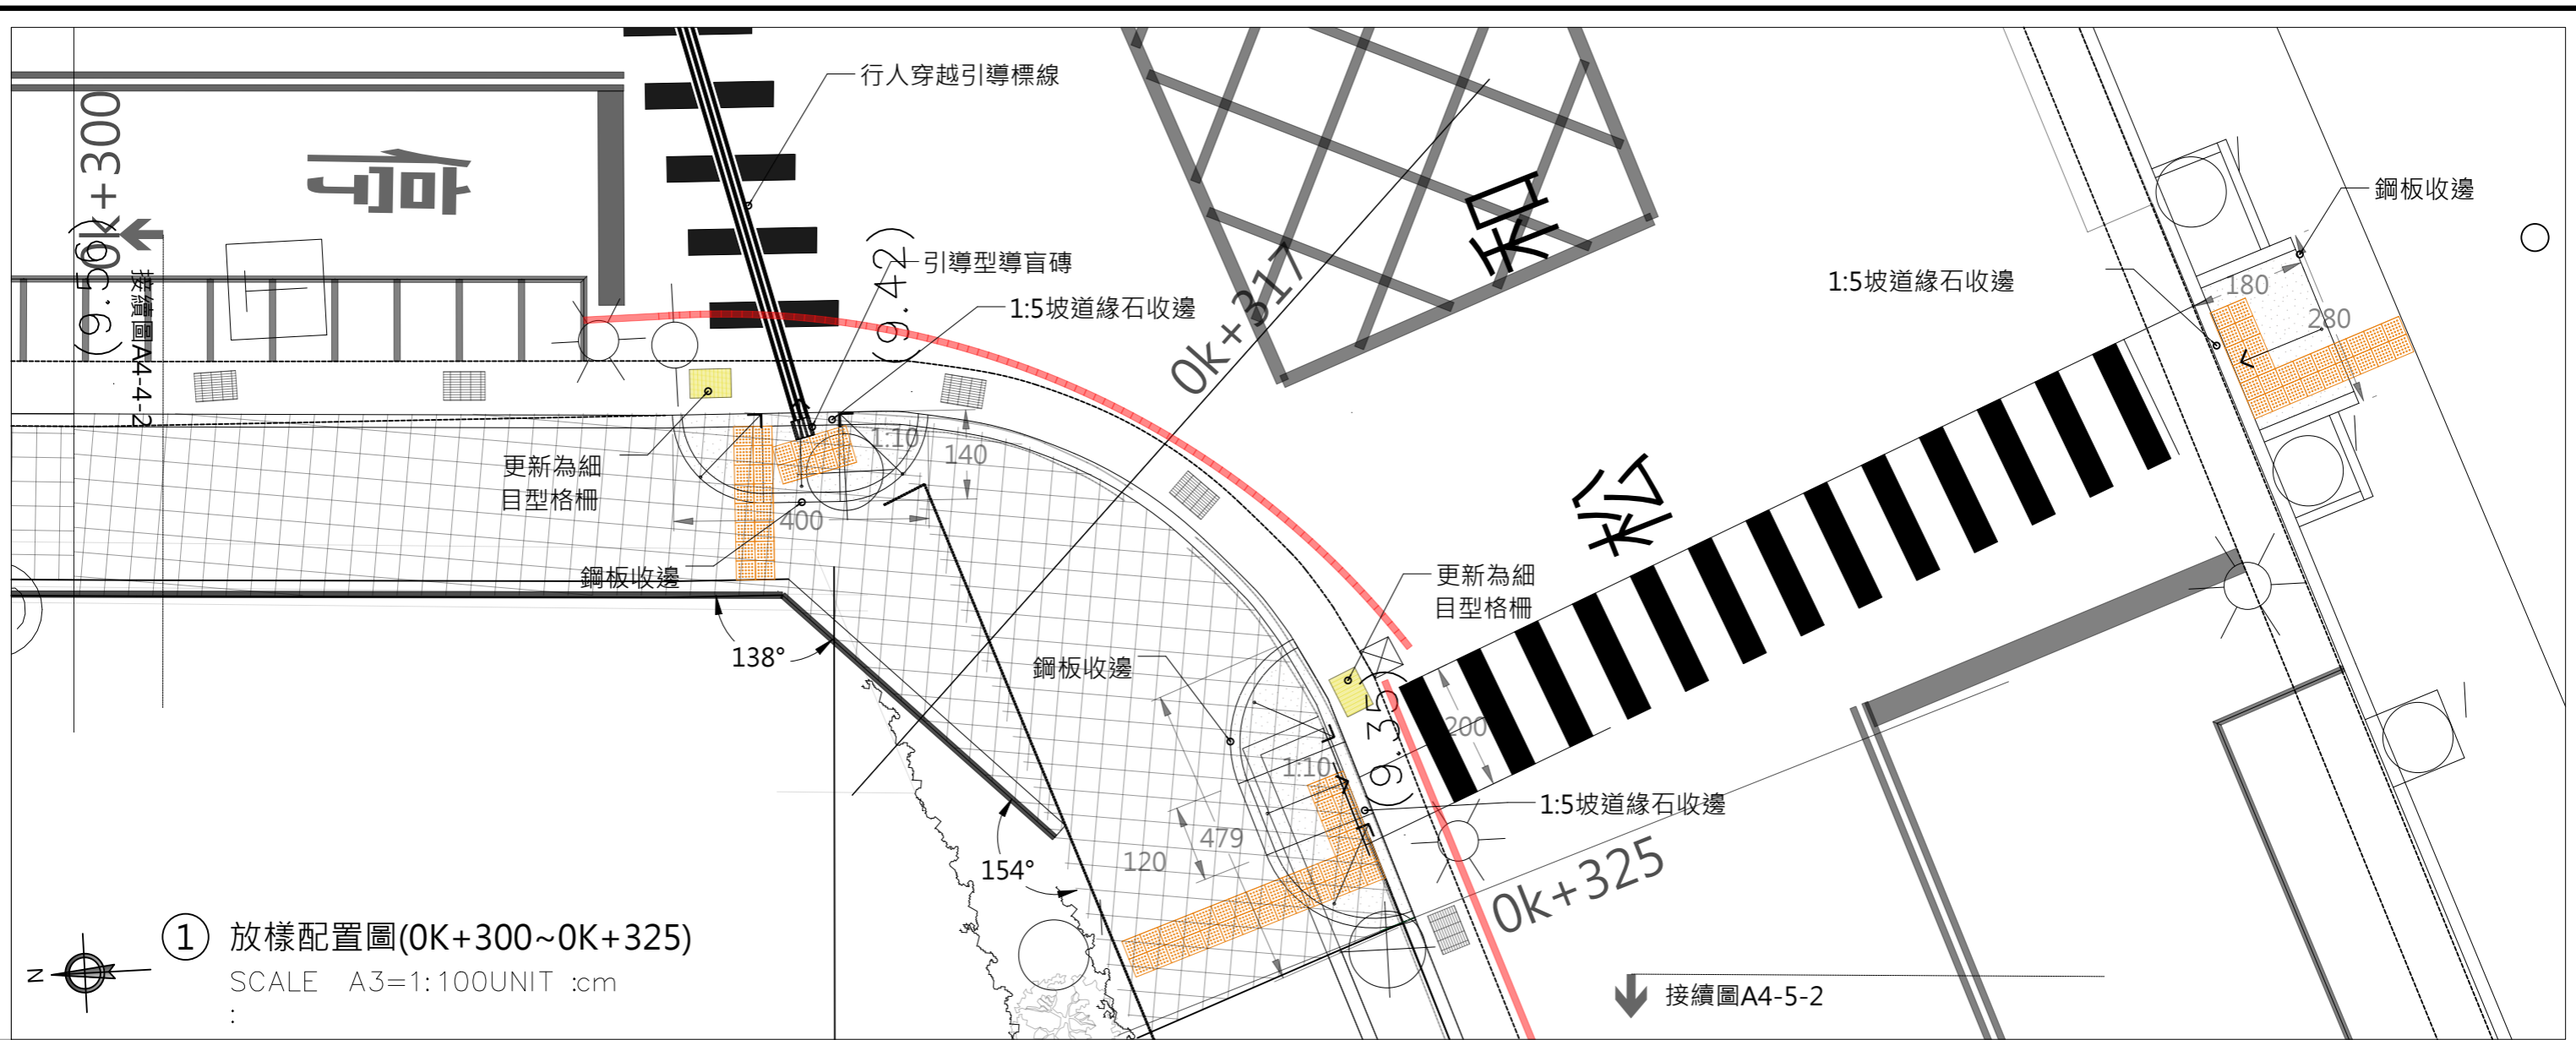 行人穿越引導標線
0k+300
(9.56)
接續圖A4-4-2
停
引導型導盲磚
(9.42)
1:5坡道緣石收邊
0k+317
和
鋼板收邊
1:5坡道緣石收邊
180
280
更新為細
目型格柵
1:10
140
400
鋼板收邊
松
更新為細
目型格柵
138°
鋼板收邊
(9.35)
200
1:10
1:5坡道緣石收邊
479
120
154°
0k+325
接續圖A4-5-2
N
1 放樣配置圖(0K+300~0K+325)
SCALE A3=1:100UNIT :cm
: